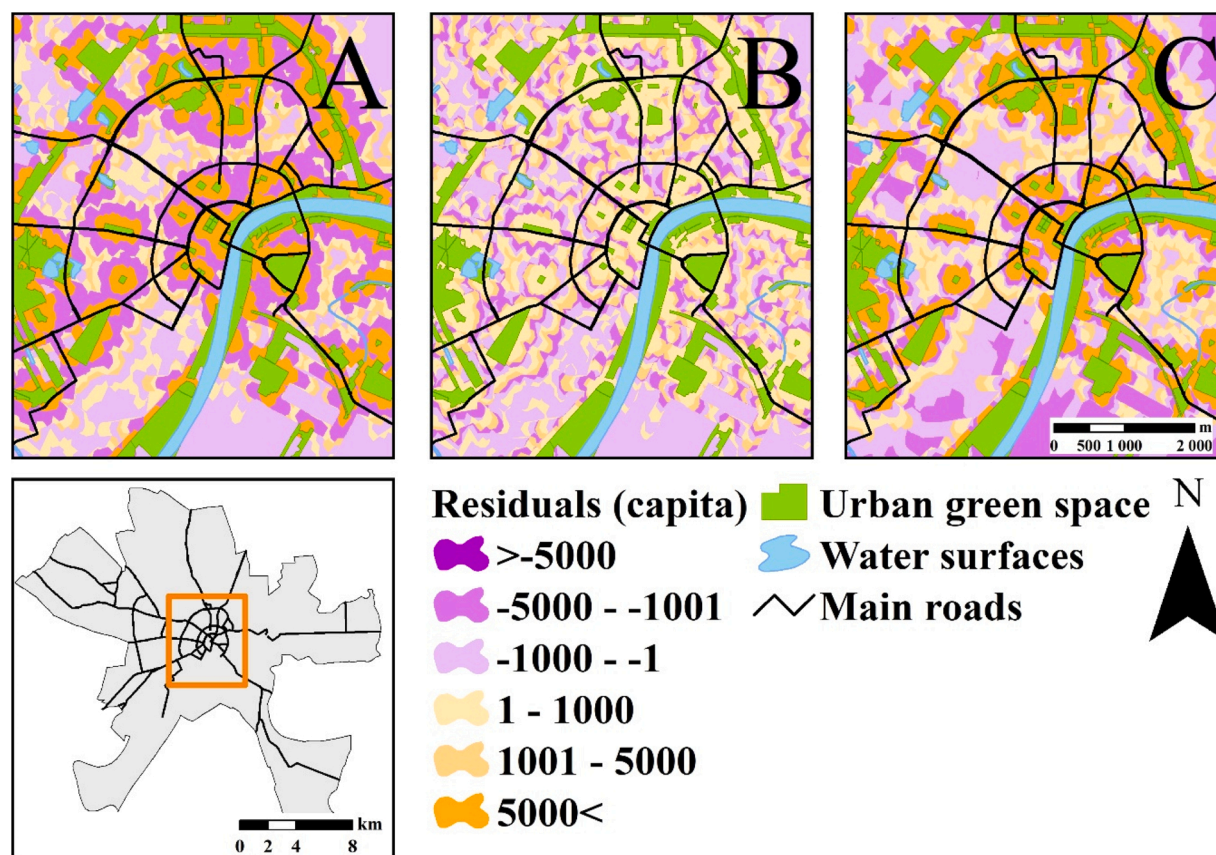 A
B
C
m
0 500 1 000 2 000
Residuals (capita)
>-5000
-5000 - -1001
-1000 - -1
1 - 1000
1001 - 5000
5000<
Urban green space
Water surfaces
Main roads
N
km
0 2 4 8